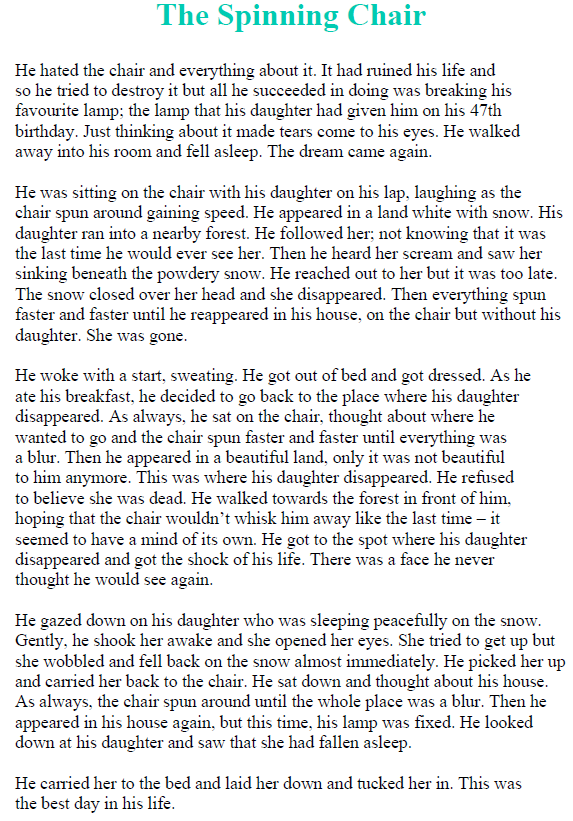 The Spinning Chair
He hated the chair and everything about it. It had ruined his life and
so he tried to destroy it but all he succeeded in doing was breaking his
favourite lamp; the lamp that his daughter had given him on his 47th
birthday. Just thinking about it made tears come to his eyes. He walked
away into his room and fell asleep. The dream came again.
He was sitting on the chair with his daughter on his lap, laughing as the
chair spun around gaining speed. He appeared in a land white with snow. His
daughter ran into a nearby forest. He followed her; not knowing that it was
the last time he would ever see her. Then he heard her scream and saw her
sinking beneath the powdery snow. He reached out to her but it was too late.
The snow closed over her head and she disappeared. Then everything spun
faster and faster until he reappeared in his house, on the chair but without his
daughter. She was gone.
He woke with a start, sweating. He got out of bed and got dressed. As he
ate his breakfast, he decided to go back to the place where his daughter
disappeared. As always, he sat on the chair, thought about where he
wanted to go and the chair spun faster and faster until everything was
a blur. Then he appeared in a beautiful land, only it was not beautiful
to him anymore. This was where his daughter disappeared. He refused
to believe she was dead. He walked towards the forest in front of him,
hoping that the chair wouldn’t whisk him away like the last time – it
seemed to have a mind of its own. He got to the spot where his daughter
disappeared and got the shock of his life. There was a face he never
thought he would see again.
He gazed down on his daughter who was sleeping peacefully on the snow.
Gently, he shook her awake and she opened her eyes. She tried to get up but
she wobbled and fell back on the snow almost immediately. He picked her up
and carried her back to the chair. He sat down and thought about his house.
As always, the chair spun around until the whole place was a blur. Then he
appeared in his house again, but this time, his lamp was fixed. He looked
down at his daughter and saw that she had fallen asleep.
He carried her to the bed and laid her down and tucked her in. This was
the best day in his life.